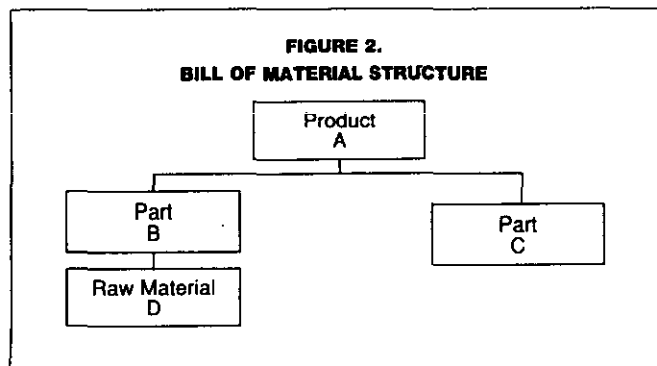 FIGURE 2.
BILL OF MATERIAL STRUCTURE
Product
A
Part
B
Part
C
Raw Material
D